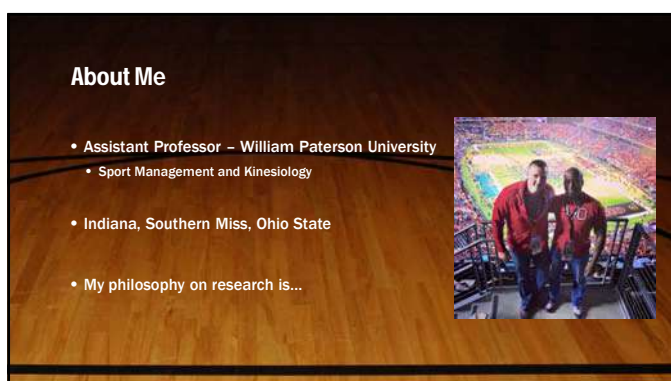 About Me
• Assistant Professor – William Paterson University
• Sport Management and Kinesiology
• Indiana, Southern Miss, Ohio State
• My philosophy on research is...